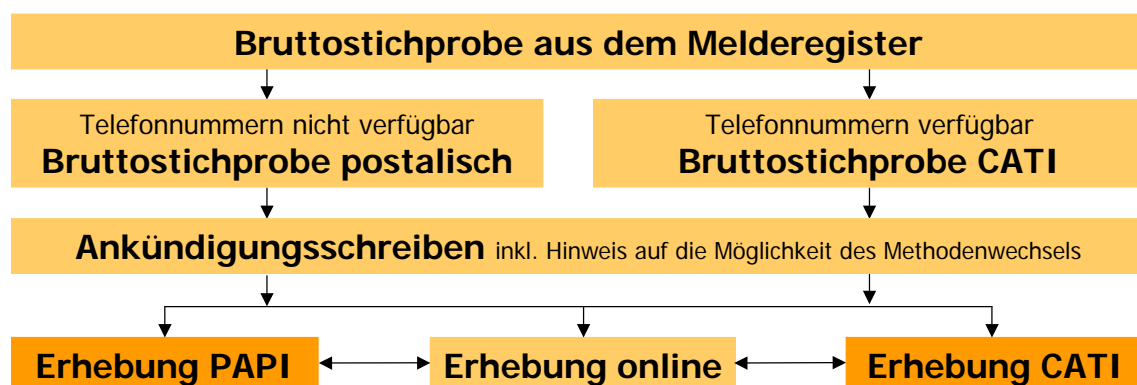 Bruttostichprobe aus dem Melderegister
Telefonnummern nicht verfügbar
Bruttostichprobe postalisch
Telefonnummern verfügbar
Bruttostichprobe CATI
Ankündigungsschreiben inkl. Hinweis auf die Möglichkeit des Methodenwechsels
Erhebung PAPI
Erhebung online
Erhebung CATI